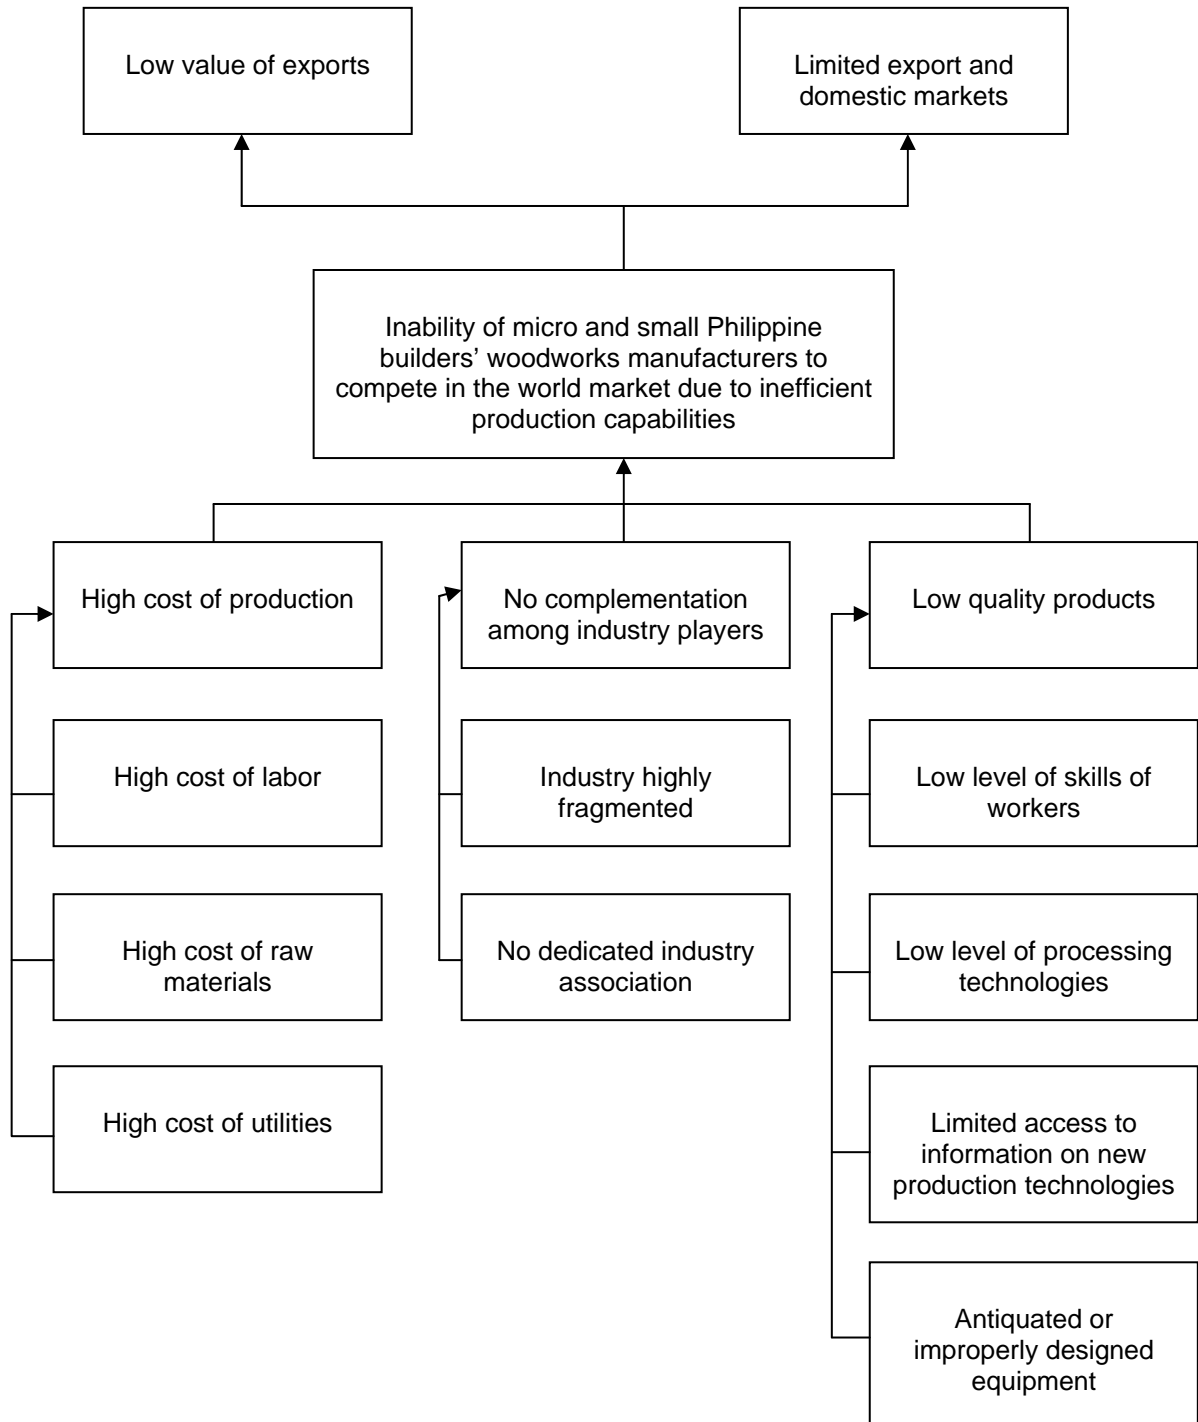 Low value of exports
Limited export and
domestic markets
Inability of micro and small Philippine
builders’ woodworks manufacturers to
compete in the world market due to inefficient
production capabilities
High cost of production
No complementation
among industry players
Low quality products
High cost of labor
Industry highly
fragmented
Low level of skills of
workers
High cost of raw
materials
No dedicated industry
association
Low level of processing
technologies
High cost of utilities
Limited access to
information on new
production technologies
Antiquated or
improperly designed
equipment